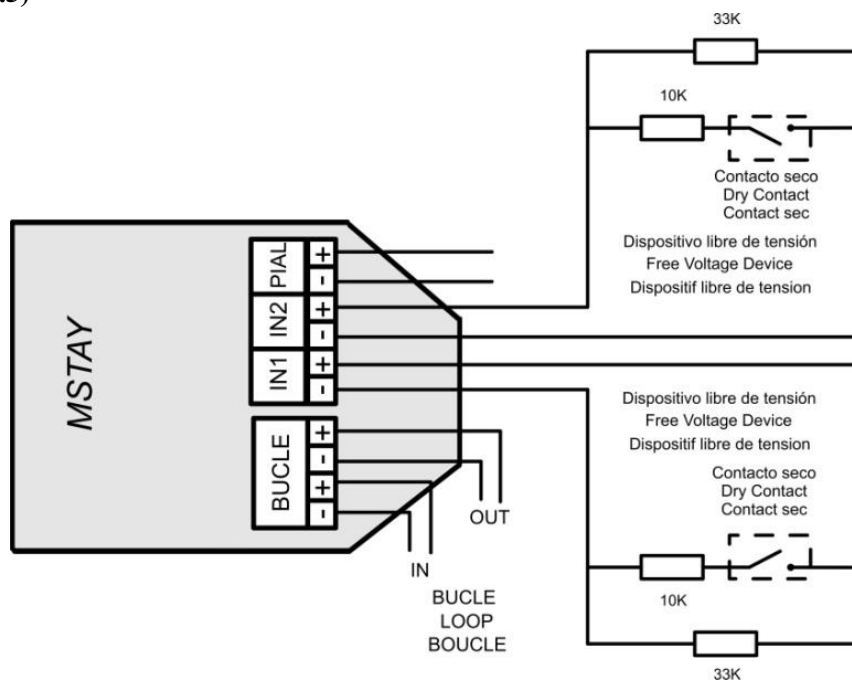 33K
10K
Contacto seco
Dry Contact
Contact sec
Dispositivo libre de tensión
Free Voltage Device
Dispositif libre de tension
MSTAY
PIAL
+
-
IN2
+
-
IN1
+
-
BUCLE
+
-
+
-
OUT
IN
BUCLE
LOOP
BOUCLE
Dispositivo libre de tensión
Free Voltage Device
Dispositif libre de tension
Contacto seco
Dry Contact
Contact sec
10K
33K